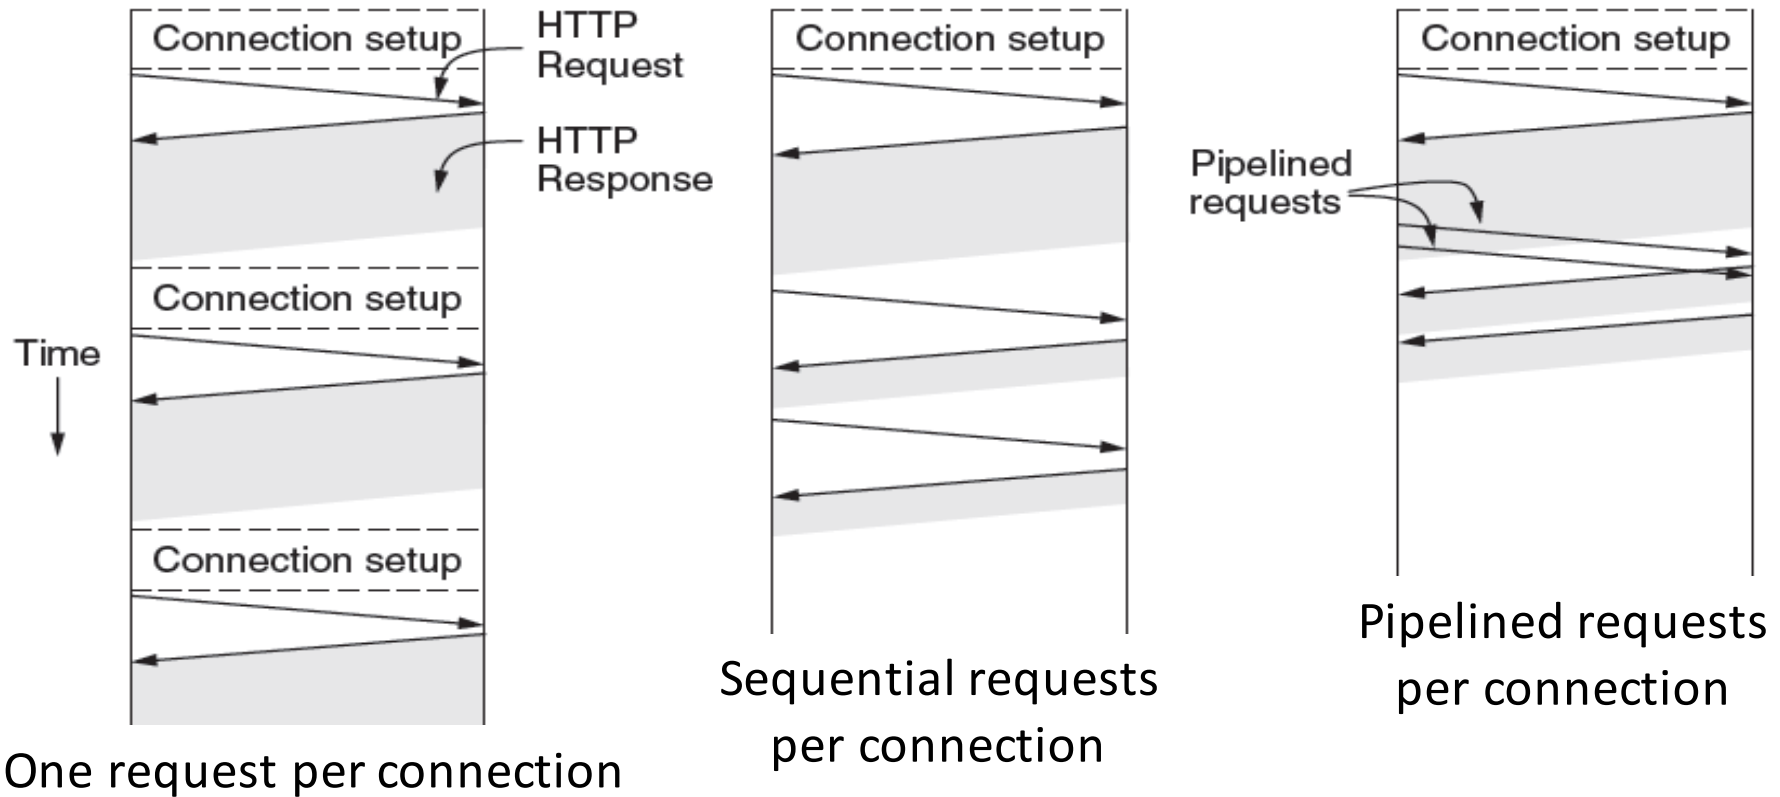 Connection setup
HTTP
Request
HTTP
Response
Connection setup
Time
Connection setup
One request per connection
Connection setup
Sequential requests
per connection
Connection setup
Pipelined
requests
Pipelined requests
per connection